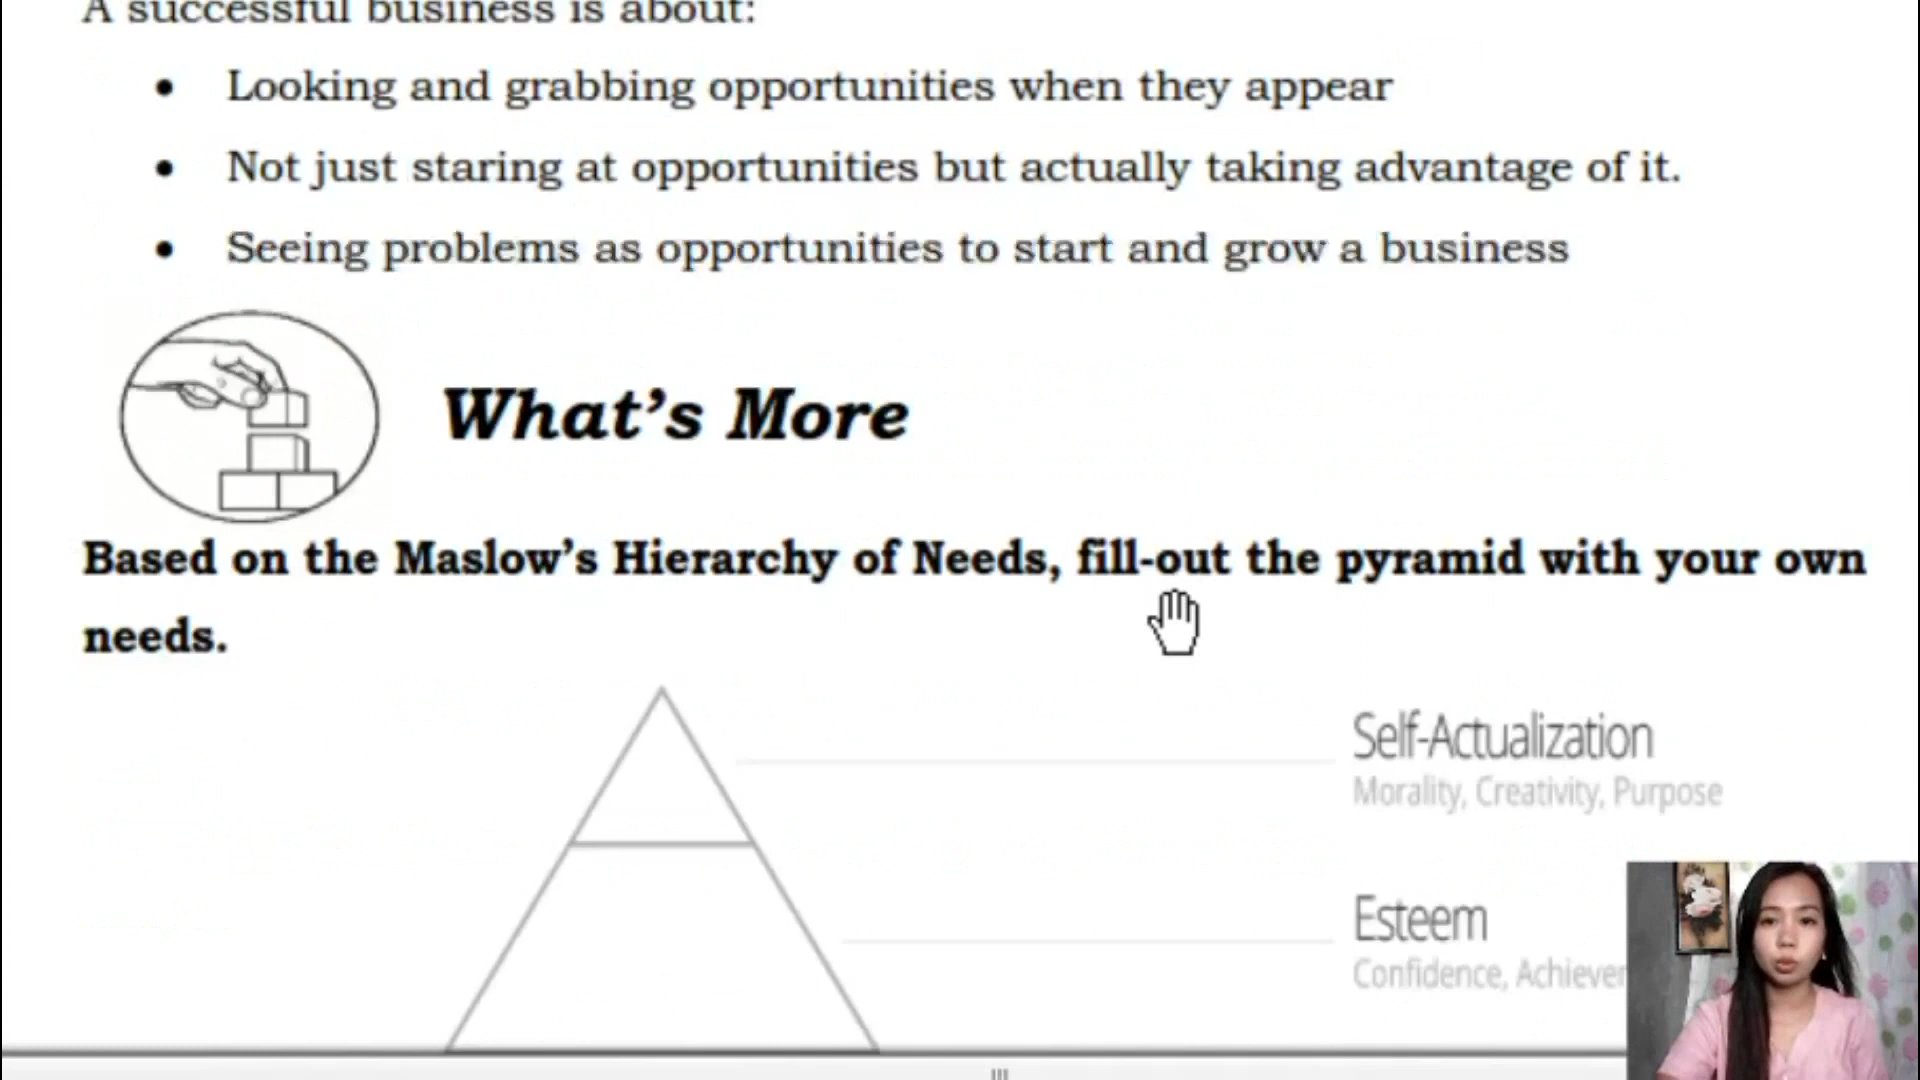 A successful business is about:
• Looking and grabbing opportunities when they appear
• Not just staring at opportunities but actually taking advantage of it.
• Seeing problems as opportunities to start and grow a business
What's More
Based on the Maslow's Hierarchy of Needs, fill-out the pyramid with your own
needs.
Self-Actualization
Morality, Creativity, Purpose
Esteem
Confidence,